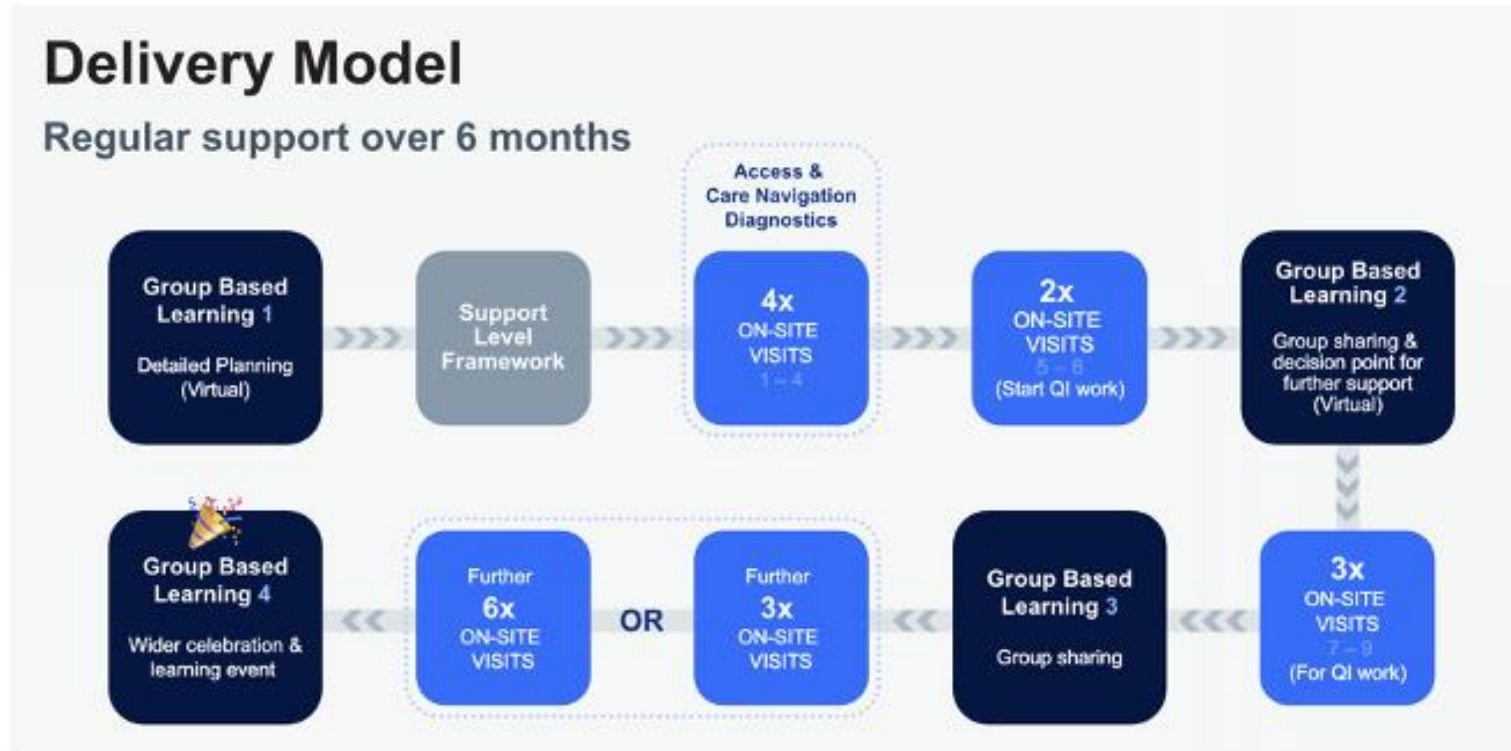 Delivery Model
Regular support over 6 months
Group Based
Learning 1
Detailed Planning
(Virtual)
Support
Level
Framework
Access &
Care Navigation
Diagnostics
4x
ON-SITE
VISITS
1 – 4
2x
ON-SITE
VISITS
5 – 6
(Start QI work)
Group Based
Learning 2
Group sharing &
decision point for
further support
(Virtual)
3x
ON-SITE
VISITS
7 – 9
(For QI work)
Group Based
Learning 3
Group sharing
Further
3x
ON-SITE
VISITS
OR
Further
6x
ON-SITE
VISITS
Group Based
Learning 4
Wider celebration &
learning event